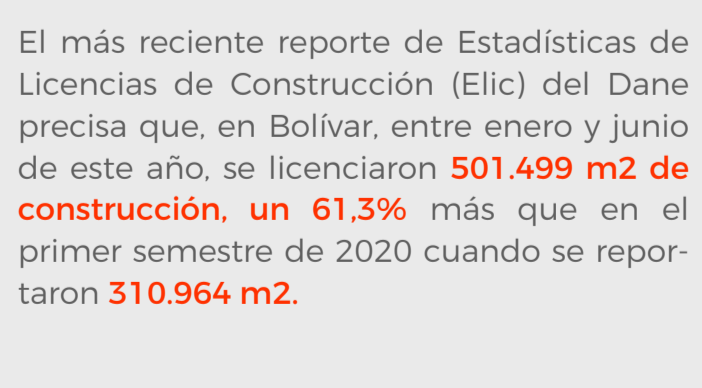 El más reciente reporte de Estadísticas de
Licencias de Construcción (Elic) del Dane
precisa que, en Bolívar, entre enero y junio
de este año, se licenciaron 501.499 m2 de
construcción, un 61,3% más que en el
primer semestre de 2020 cuando se repor-
taron 310.964 m2.